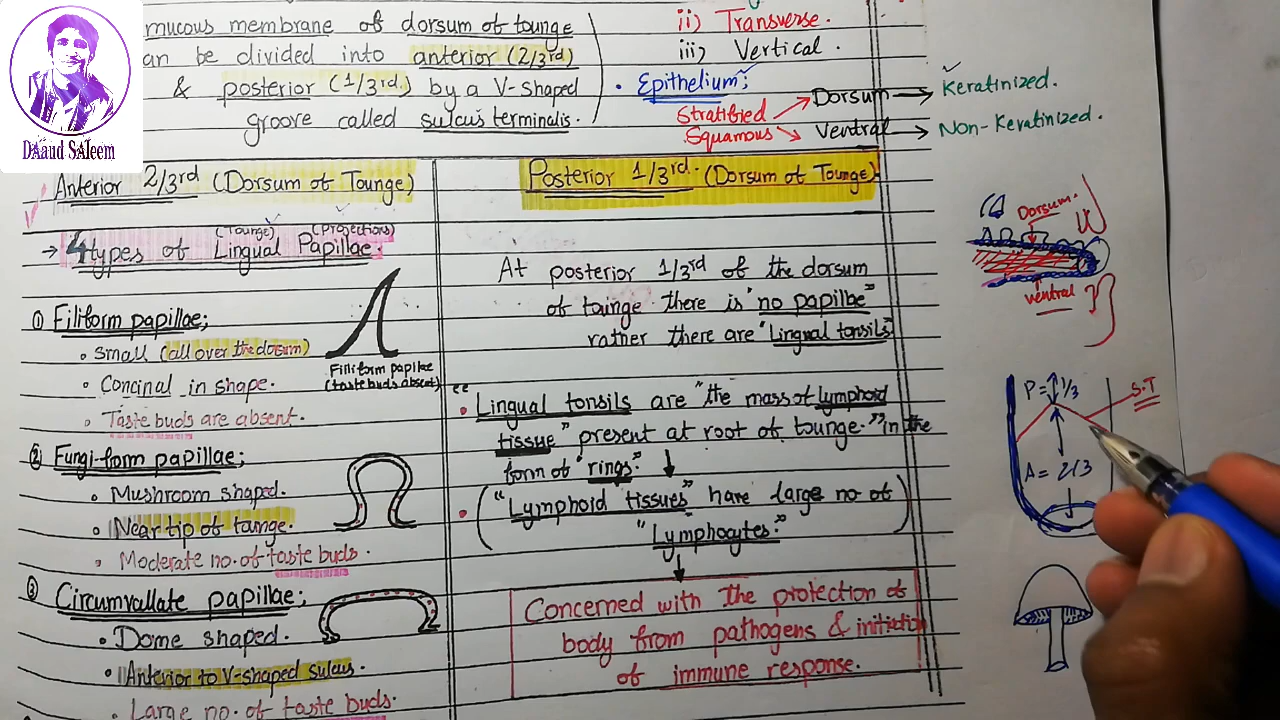 DAaud SAleem
mucous membrane of dorsum of tounge
an be divided into anterior (2/3rd)
& posterior (1/3rd.) by a V-shaped
groove called sulcus terminalis.
ii) Transverse.
iii) Vertical.
• Epithelium;
Stratified Squamous
Dorsum → Keratinized.
Ventral → Non-Keratinized.
Anterior 2/3rd (Dorsum of Tounge)
→ 4 types of Lingual Papillae.
(Tounge) (Projections)
① Filiform papillae;
• Small (all over the dorsum)
• Concinal in shape.
• Taste buds are absent.
Filiform papillae
(taste buds absent)
② Fungi-form papillae;
• Mushroom shaped.
• Near tip of tounge.
• Moderate no. of taste buds.
③ Circumvallate papillae;
• Dome shaped.
• Anterior to V-shaped sulcus.
• Large no. of taste buds.
Posterior 1/3rd. (Dorsum of Tounge)
At posterior 1/3rd of the dorsum
of tounge there is "no papillae"
rather there are "Lingual tonsils"
• Lingual tonsils are "the mass of lymphoid
tissue" present at root of tounge." in the
form of "rings."
• ("Lymphoid tissues" have large no of
"Lymphocytes."
Concerned with the protection of
body from pathogens & initiation
of immune response.
Dorsum.
ventral
P = 1/3
S.T
A = 2/3